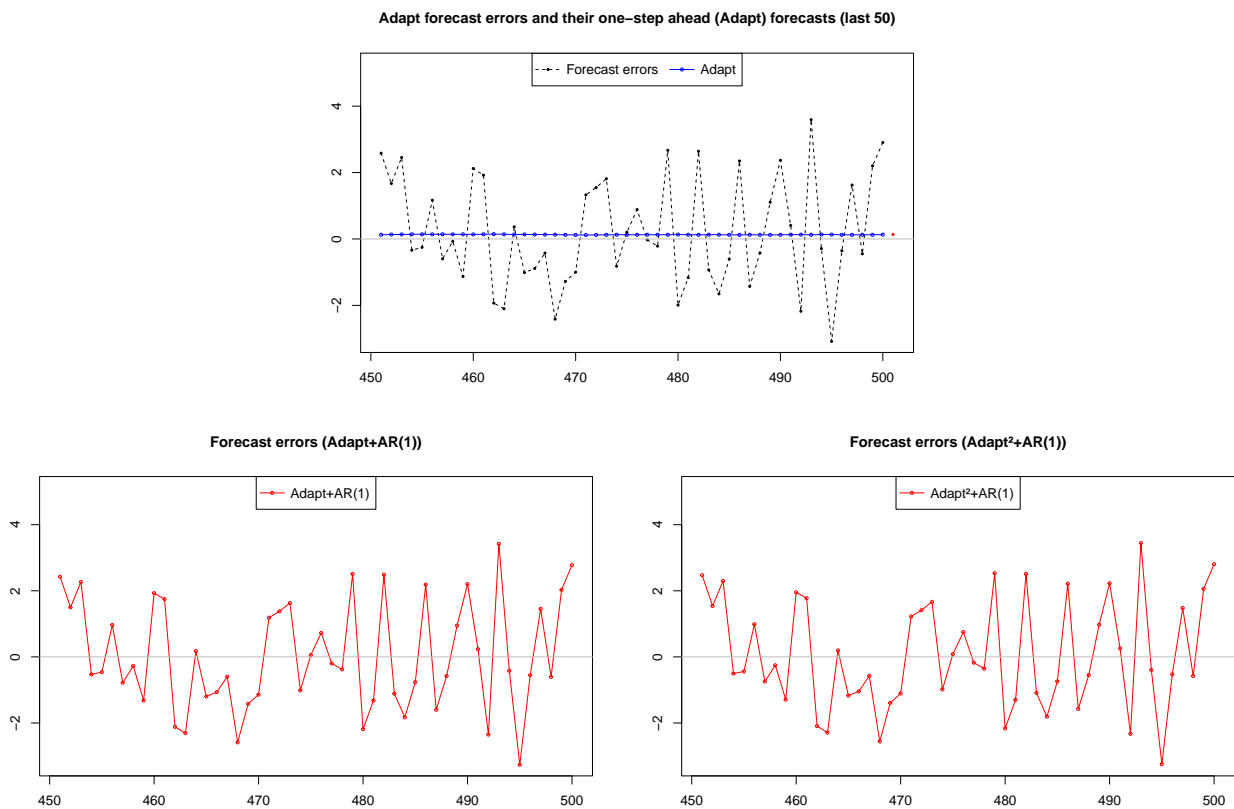 Adapt forecast errors and their one−step ahead (Adapt) forecasts (last 50)
Forecast errors Adapt
4
2
0
−2
450 460 470 480 490 500
Forecast errors (Adapt+AR(1))
Adapt+AR(1)
4
2
0
−2
450 460 470 480 490 500
Forecast errors (Adapt²+AR(1))
Adapt²+AR(1)
4
2
0
−2
450 460 470 480 490 500